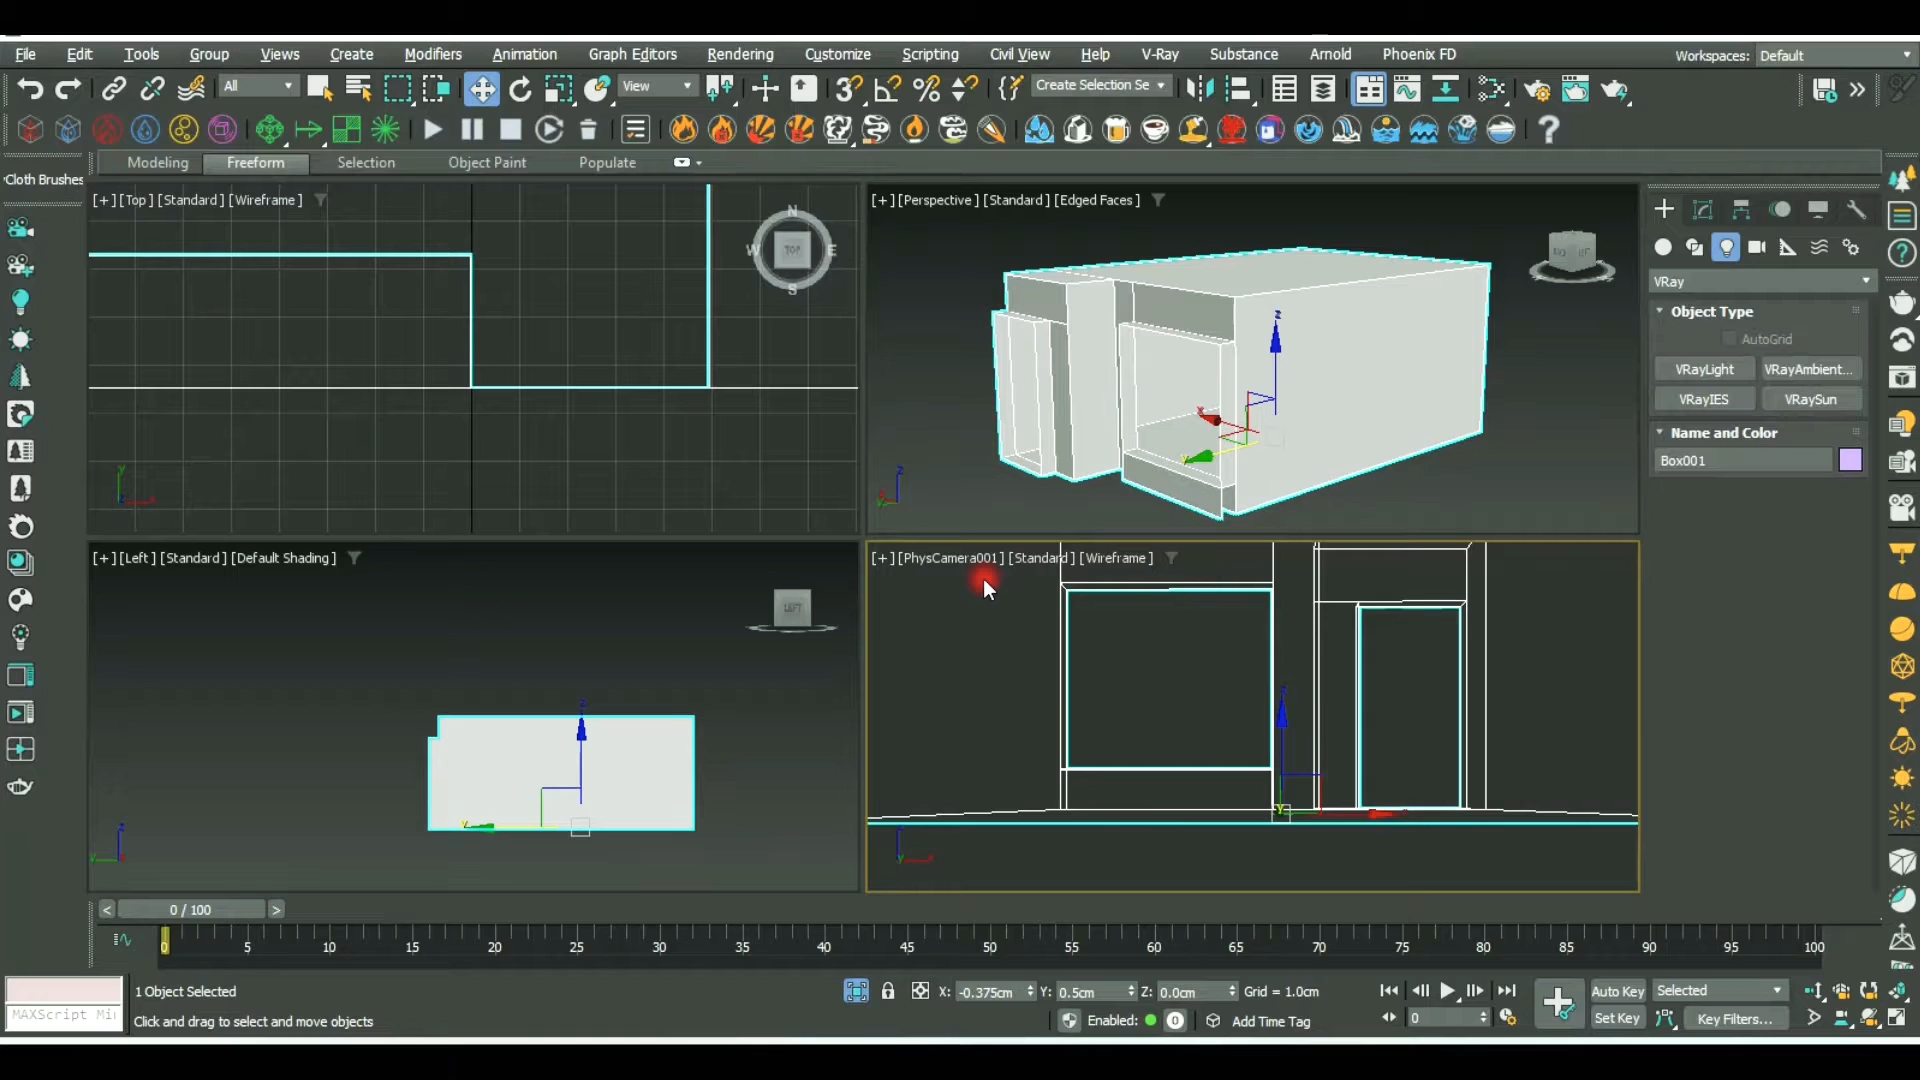 File Edit Tools Group Views Create Modifiers Animation Graph Editors Rendering Customize Scripting Civil View Help V-Ray Substance Arnold Phoenix FD Workspaces: Default
All View Create Selection Se
Modeling Freeform Selection Object Paint Populate
Cloth Brushes
[+] [Top] [Standard] [Wireframe]
N
W TOP E
S
[+] [Perspective] [Standard] [Edged Faces]
z
x
y
VRay
Object Type
AutoGrid
VRayLight VRayAmbient...
VRayIES VRaySun
Name and Color
Box001
[+] [Left] [Standard] [Default Shading]
LEFT
[+] [PhysCamera001] [Standard] [Wireframe]
< 0 / 100 >
0 5 10 15 20 25 30 35 40 45 50 55 60 65 70 75 80 85 90 95 100
1 Object Selected
X: -0.375cm Y: 0.5cm Z: 0.0cm Grid = 1.0cm
Auto Key Selected
MAXScript Mi
Click and drag to select and move objects
Enabled: 0 Add Time Tag
0
Set Key Key Filters...